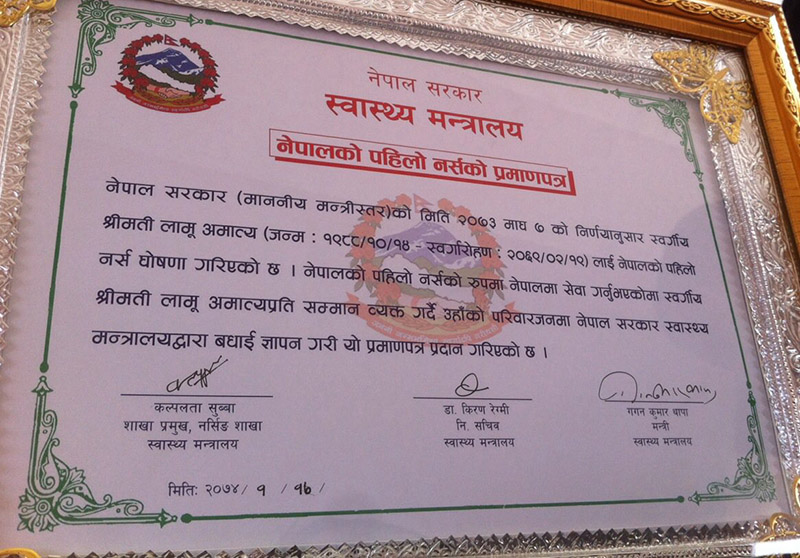 नेपाल सरकार
स्वास्थ्य मन्त्रालय
नेपालको पहिलो नर्सको प्रमाणपत्र
नेपाल सरकार (माननीय मन्त्रीस्तर)को मिति २०७३ माघ ७ को निर्णयानुसार स्वर्गीय
श्रीमती लामू अमात्य (जन्म : १९८८/१०/१४ - स्वर्गारोहण : २०६९/०२/१९) लाई नेपालको पहिलो
नर्स घोषणा गरिएको छ । नेपालको पहिलो नर्सको रुपमा नेपालमा सेवा गर्नुभएकोमा स्वर्गीय
श्रीमती लामू अमात्यप्रति सम्मान व्यक्त गर्दै उहाँको परिवारजनमा नेपाल सरकार स्वास्थ्य
मन्त्रालयद्वारा बधाई ज्ञापन गरी यो प्रमाणपत्र प्रदान गरिएको छ ।
कल्पलता सुब्बा
शाखा प्रमुख, नर्सिङ शाखा
स्वास्थ्य मन्त्रालय
डा. किरण रेग्मी
नि. सचिव
स्वास्थ्य मन्त्रालय
गगन कुमार थापा
मन्त्री
स्वास्थ्य मन्त्रालय
मिति: २०७४/ १ / १८ /